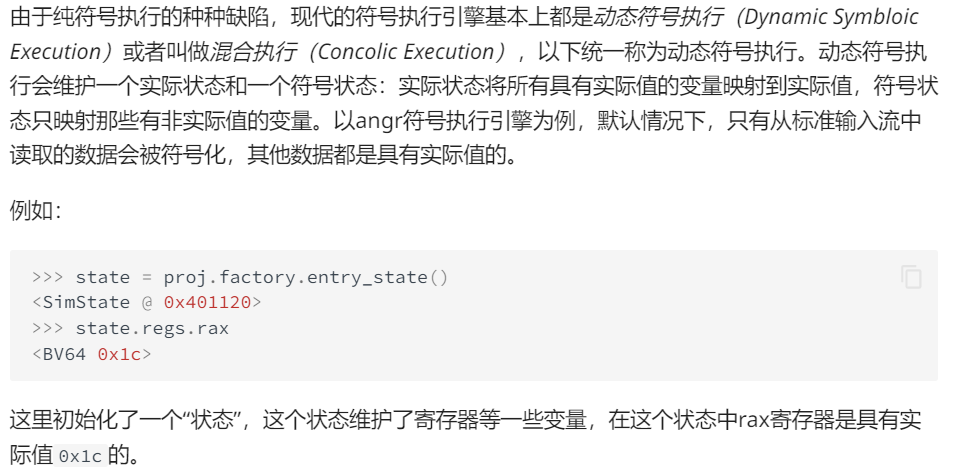 由于纯符号执行的种种缺陷，现代的符号执行引擎基本上都是动态符号执行（Dynamic Symbloic
Execution）或者叫做混合执行（Concolic Execution），以下统一称为动态符号执行。动态符号执
行会维护一个实际状态和一个符号状态：实际状态将所有具有实际值的变量映射到实际值，符号状
态只映射那些有非实际值的变量。以angr符号执行引擎为例，默认情况下，只有从标准输入流中
读取的数据会被符号化，其他数据都是具有实际值的。
例如：
>>> state = proj.factory.entry_state()
<SimState @ 0x401120>
>>> state.regs.rax
<BV64 0x1c>
这里初始化了一个“状态”，这个状态维护了寄存器等一些变量，在这个状态中rax寄存器是具有实
际值 0x1c 的。